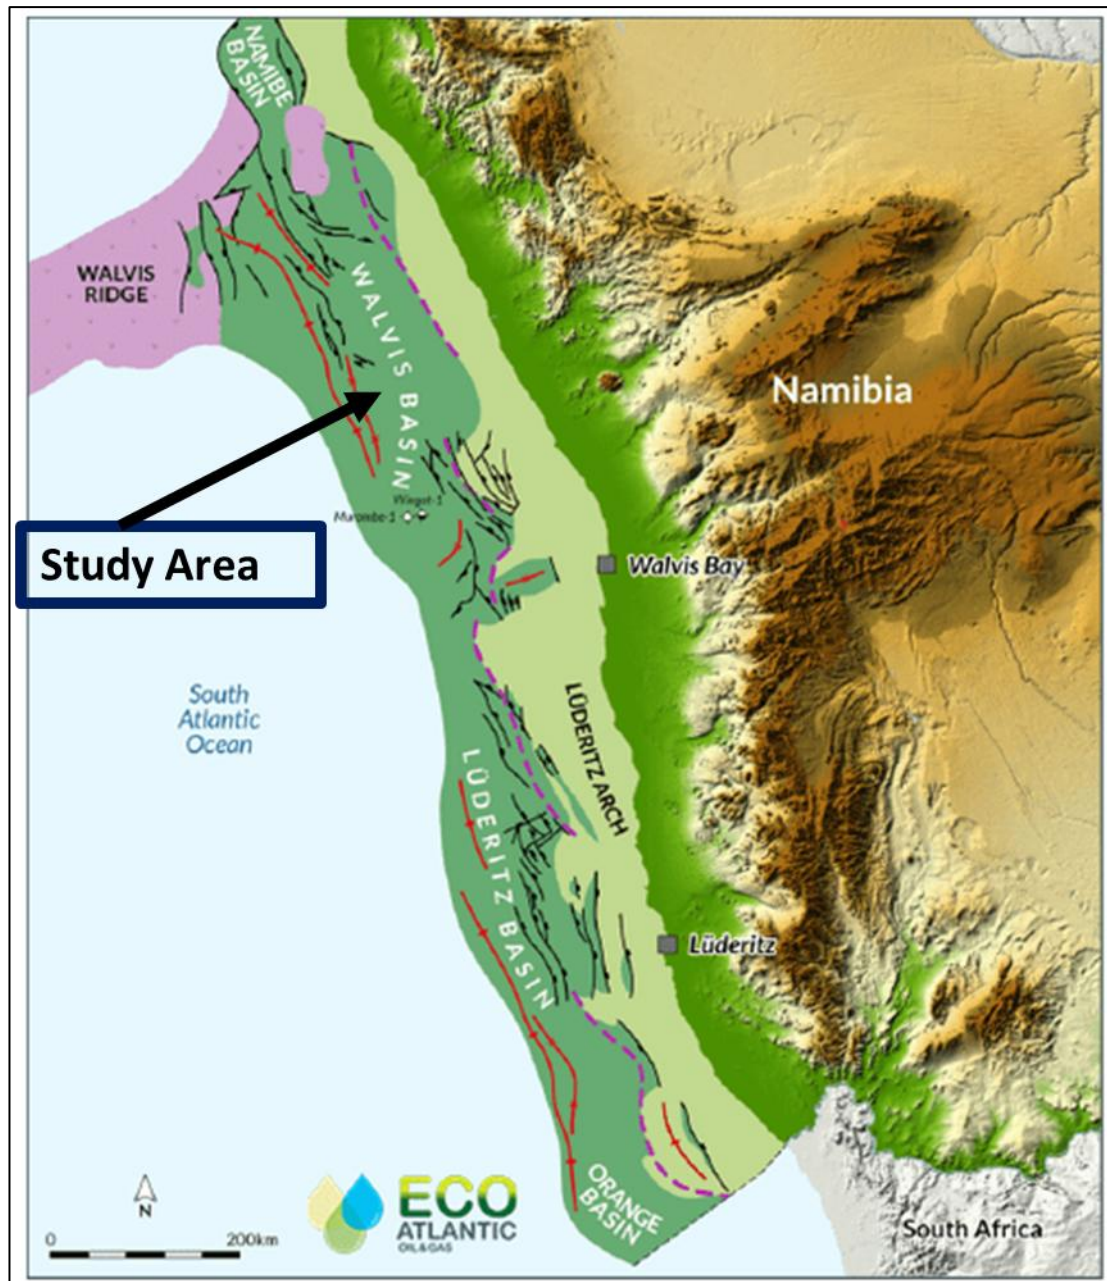 NAMIBE
BASIN
WALVIS
RIDGE
WALVIS BASIN
Namibia
Wingat-1
Murombe-1
Study Area
Walvis Bay
South
Atlantic
Ocean
LÜDERITZ ARCH
LÜDERITZ BASIN
Lüderitz
ORANGE
BASIN
N
ECO
ATLANTIC
OIL & GAS
0 200km
South Africa